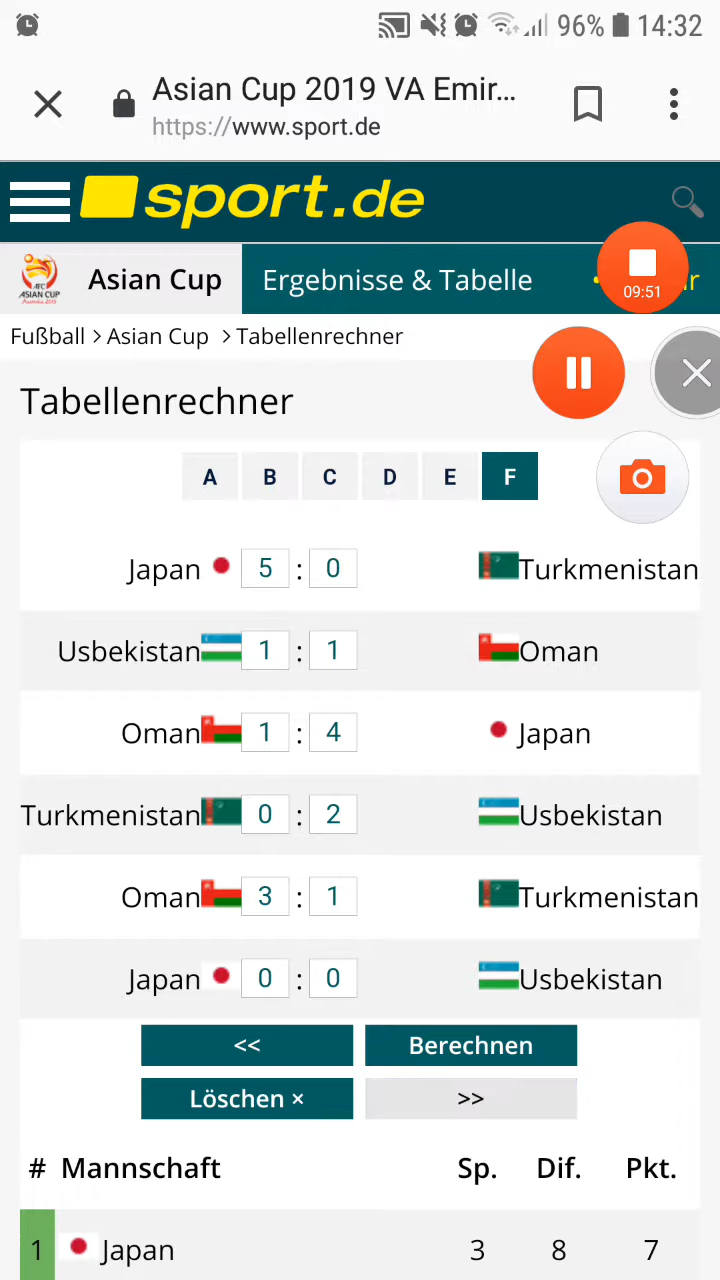 96% 14:32
Asian Cup 2019 VA Emir...
https://www.sport.de
sport.de
AFC ASIAN CUP Asian Cup Ergebnisse & Tabelle
09:51
Fußball > Asian Cup > Tabellenrechner
Tabellenrechner
A B C D E F
Japan 5 : 0 Turkmenistan
Usbekistan 1 : 1 Oman
Oman 1 : 4 Japan
Turkmenistan 0 : 2 Usbekistan
Oman 3 : 1 Turkmenistan
Japan 0 : 0 Usbekistan
<< Berechnen
Löschen × >>
# Mannschaft Sp. Dif. Pkt.
1 Japan 3 8 7